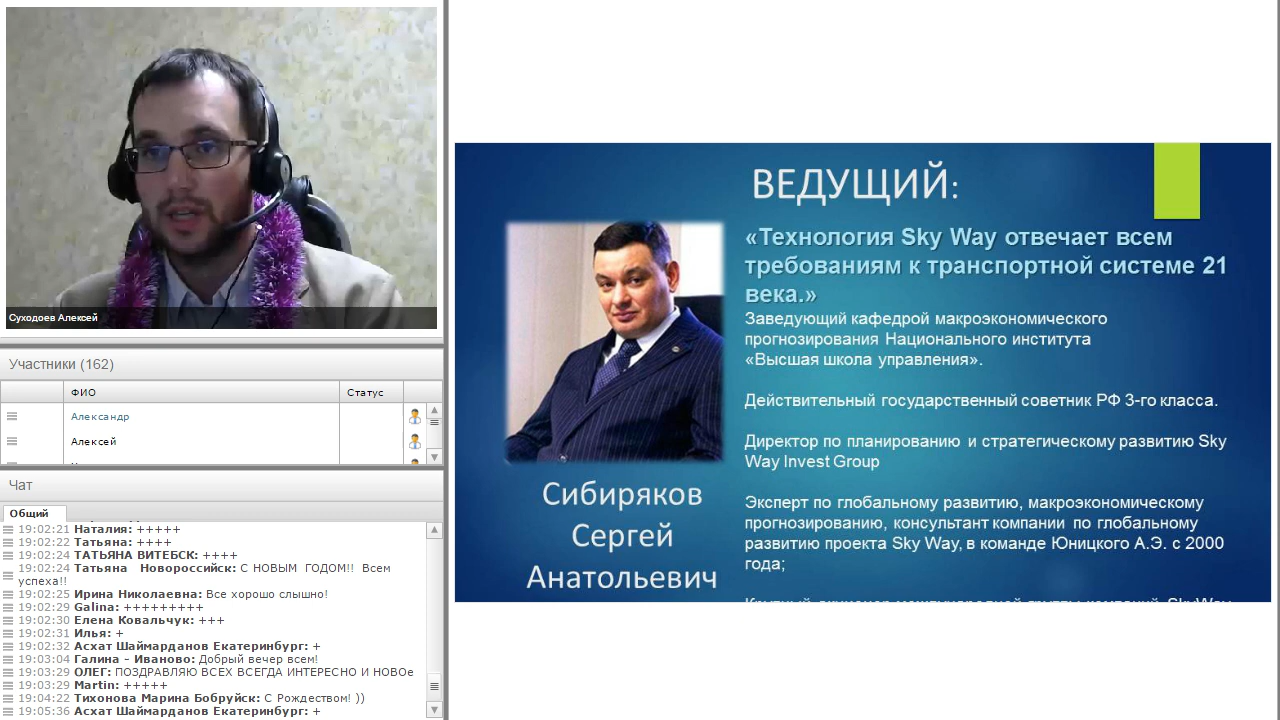 Суходоев Алексей
Участники (162)
ФИО
Статус
Александр
Алексей
Чат
Общий
19:02:21 Наталия: +++++
19:02:22 Татьяна: ++++
19:02:24 ТАТЬЯНА ВИТЕБСК: ++++
19:02:24 Татьяна Новороссийск: С НОВЫМ ГОДОМ!! Всем
успеха!!
19:02:25 Ирина Николаевна: Все хорошо слышно!
19:02:29 Galina: +++++++++
19:02:30 Елена Ковальчук: +++
19:02:31 Илья: +
19:02:32 Асхат Шаймарданов Екатеринбург: +
19:03:04 Галина - Иваново: Добрый вечер всем!
19:03:29 ОЛЕГ: ПОЗДРАВЛЯЮ ВСЕХ ВСЕГДА ИНТЕРЕСНО И НОВОе
19:03:29 Martin: +++++
19:04:22 Тихонова Марина Бобруйск: С Рождеством! ))
19:05:36 Асхат Шаймарданов Екатеринбург: +
ВЕДУЩИЙ:
«Технология Sky Way отвечает всем
требованиям к транспортной системе 21
века.»
Заведующий кафедрой макроэкономического
прогнозирования Национального института
«Высшая школа управления».
Действительный государственный советник РФ 3-го класса.
Директор по планированию и стратегическому развитию Sky
Way Invest Group
Эксперт по глобальному развитию, макроэкономическому
прогнозированию, консультант компании по глобальному
развитию проекта Sky Way, в команде Юницкого А.Э. с 2000
года;
Сибиряков
Сергей
Анатольевич